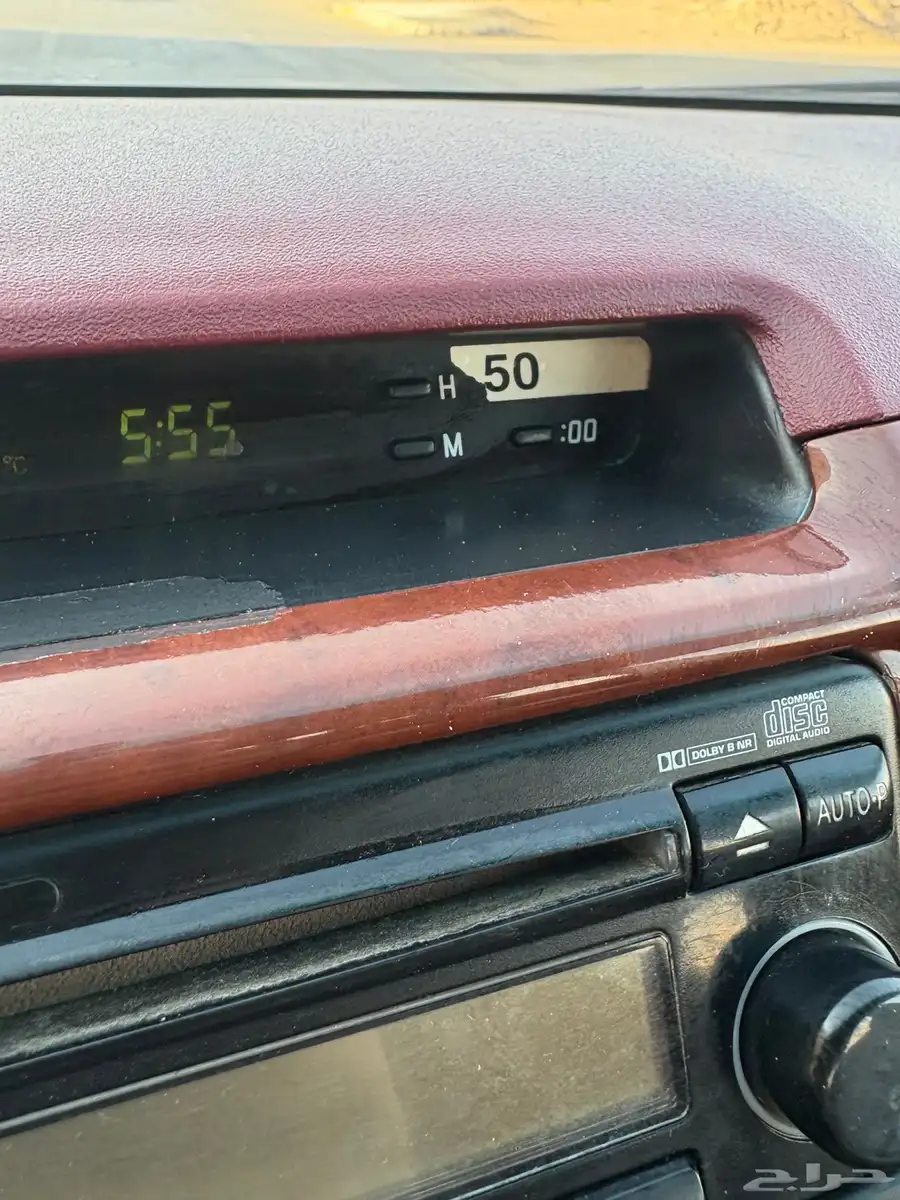 50
H
5:55
°C
M
:00
COMPACT
disc
DIGITAL AUDIO
DOLBY B NR
AUTO-P
حراج